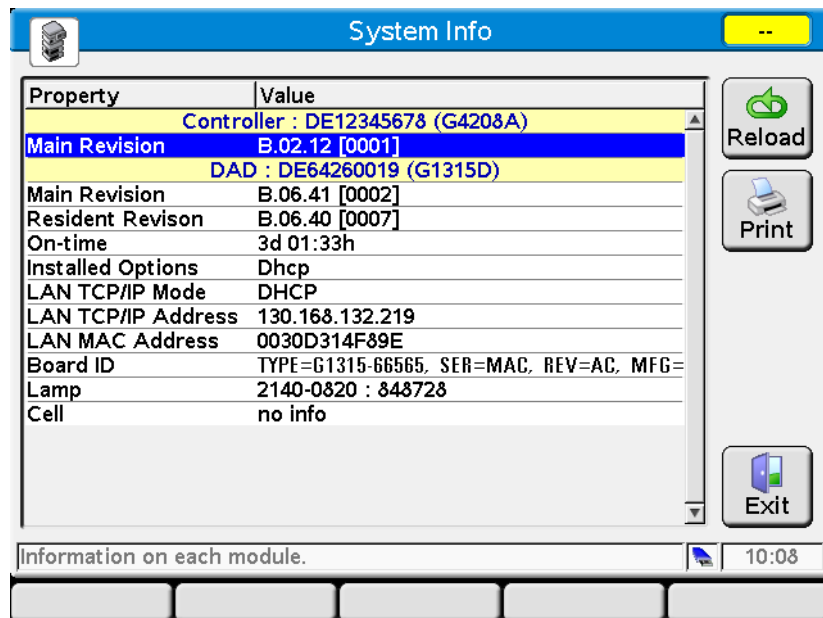 System Info
--
Property Value
Controller : DE12345678 (G4208A)
Main Revision B.02.12 [0001]
DAD : DE64260019 (G1315D)
Main Revision B.06.41 [0002]
Resident Revison B.06.40 [0007]
On-time 3d 01:33h
Installed Options Dhcp
LAN TCP/IP Mode DHCP
LAN TCP/IP Address 130.168.132.219
LAN MAC Address 0030D314F89E
Board ID TYPE=G1315-66565, SER=MAC, REV=AC, MFG=
Lamp 2140-0820 : 848728
Cell no info
Reload
Print
Exit
Information on each module.
10:08